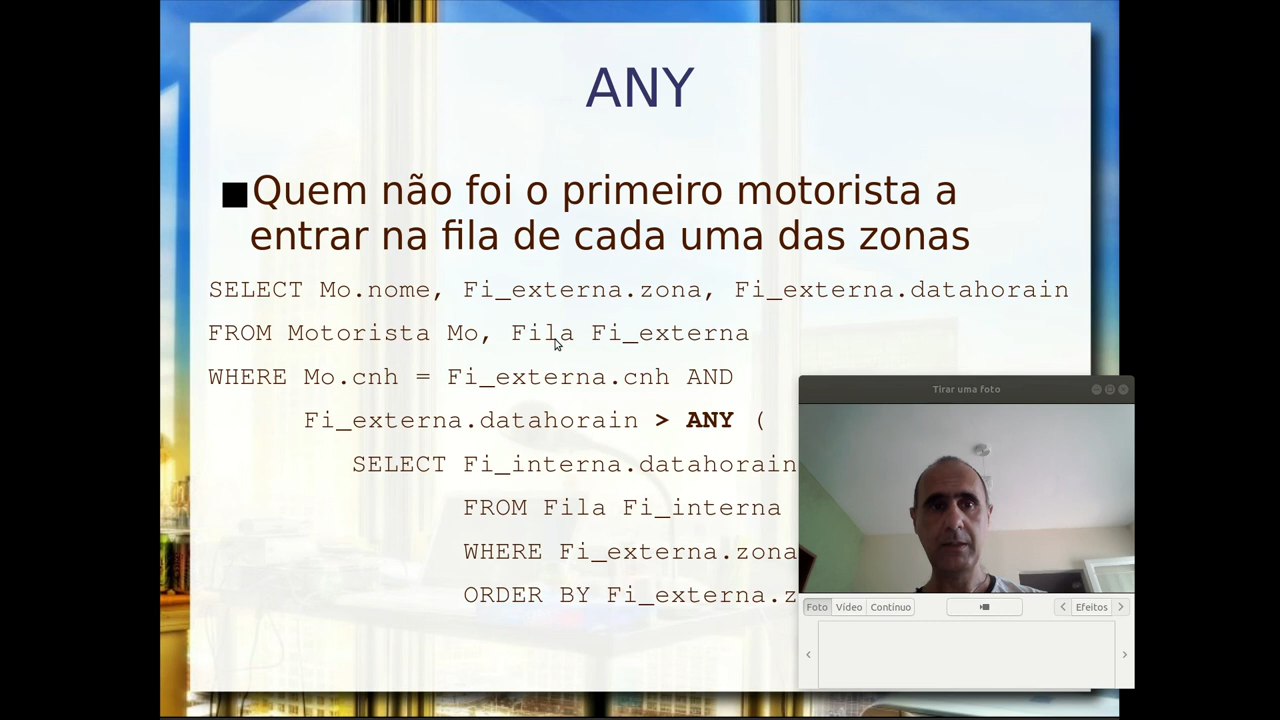 ANY
Quem não foi o primeiro motorista a
entrar na fila de cada uma das zonas
SELECT Mo.nome, Fi_externa.zona, Fi_externa.datahorain
FROM Motorista Mo, Fila Fi_externa
WHERE Mo.cnh = Fi_externa.cnh AND
Fi_externa.datahorain > ANY (
SELECT Fi_interna.datahorain
FROM Fila Fi_interna
WHERE Fi_externa.zona
ORDER BY Fi_externa.z
Tirar uma foto
Foto Vídeo Contínuo Efeitos